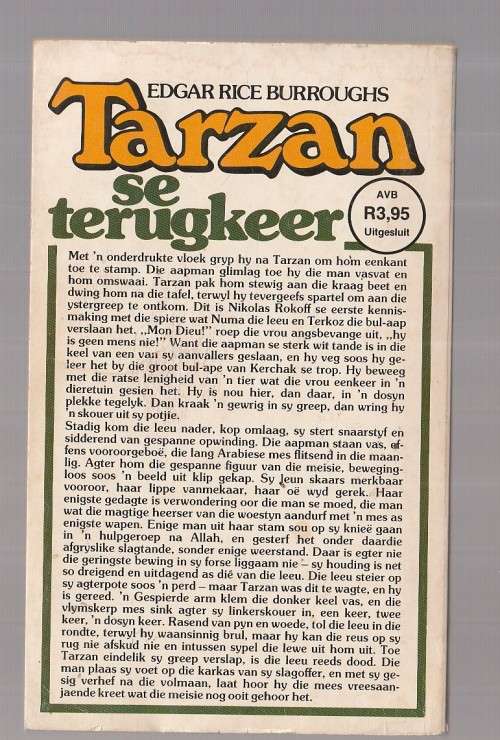 EDGAR RICE BURROUGHS
Tarzan
se
terugkeer
AVB
R3,95
Uitgesluit
Met 'n onderdrukte vloek gryp hy na Tarzan om hom eenkant
toe te stamp. Die aapman glimlag toe hy die man vasvat en
hom omswaai. Tarzan pak hom stewig aan die kraag beet en
dwing hom na die tafel, terwyl hy tevergeefs spartel om aan die
ystergreep te ontkom. Dit is Nikolas Rokoff se eerste kennis-
making met die spiere wat Numa die leeu en Terkoz die bul-aap
verslaan het. ,,Mon Dieu!” roep die vrou angsbevange uit, ,,hy
is geen mens nie!” Want die aapman se sterk wit tande is in die
keel van een van sy aanvallers geslaan, en hy veg soos hy ge-
leer het by die groot bul-ape van Kerchak se trop. Hy beweeg
met die ratse lenigheid van 'n tier wat die vrou eenkeer in 'n
dieretuin gesien het. Hy is nou hier, dan daar, in 'n dosyn
plekke tegelyk. Dan kraak 'n gewrig in sy greep, dan wring hy
'n skouer uit sy potjie.
Stadig kom die leeu nader, kop omlaag, sy stert snaarstyf en
sidderend van gespanne opwinding. Die aapman staan vas, ef-
fens vooroorgeboë, die lang Arabiese mes flitsend in die maan-
lig. Agter hom die gespanne figuur van die meisie, beweging-
loos soos 'n beeld uit klip gekap. Sy leun skaars merkbaar
vooroor, haar lippe vanmekaar, haar oë wyd gerek. Haar
enigste gedagte is verwondering oor die man se moed, die man
wat die magtige heerser van die woestyn aandurf met 'n mes as
enigste wapen. Enige man uit haar stam sou op sy knieë gaan
in 'n hulpgeroep na Allah, en gesterf het onder daardie
afgryslike slagtande, sonder enige weerstand. Daar is egter nie
die geringste bewing in sy forse liggaam nie – sy houding is net
so dreigend en uitdagend as dié van die leeu. Die leeu steier op
sy agterpote soos 'n perd – maar Tarzan was dit te wagte, en hy
is gereed. 'n Gespierde arm klem die donker keel vas, en die
vlymskerp mes sink agter sy linkerskouer in, een keer, twee
keer, 'n dosyn keer. Rasend van pyn en woede, tol die leeu in die
rondte, terwyl hy waansinnig brul, maar hy kan die reus op sy
rug nie afskud nie en intussen sypel die lewe uit hom uit. Toe
Tarzan eindelik sy greep verslap, is die leeu reeds dood. Die
man plaas sy voet op die karkas van sy slagoffer, en met sy ge-
sig verhef na die volmaan, laat hoor hy die mees vreesaan-
jaende kreet wat die meisie nog ooit gehoor het.